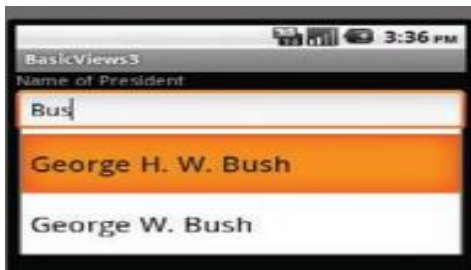 3:36 PM
BasicViews3
Name of President
Bus
George H. W. Bush
George W. Bush